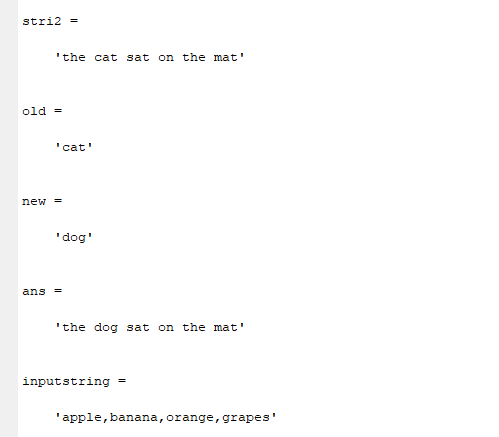 stri2 =
'the cat sat on the mat'
old =
'cat'
new =
'dog'
ans =
'the dog sat on the mat'
inputstring =
'apple,banana,orange,grapes'